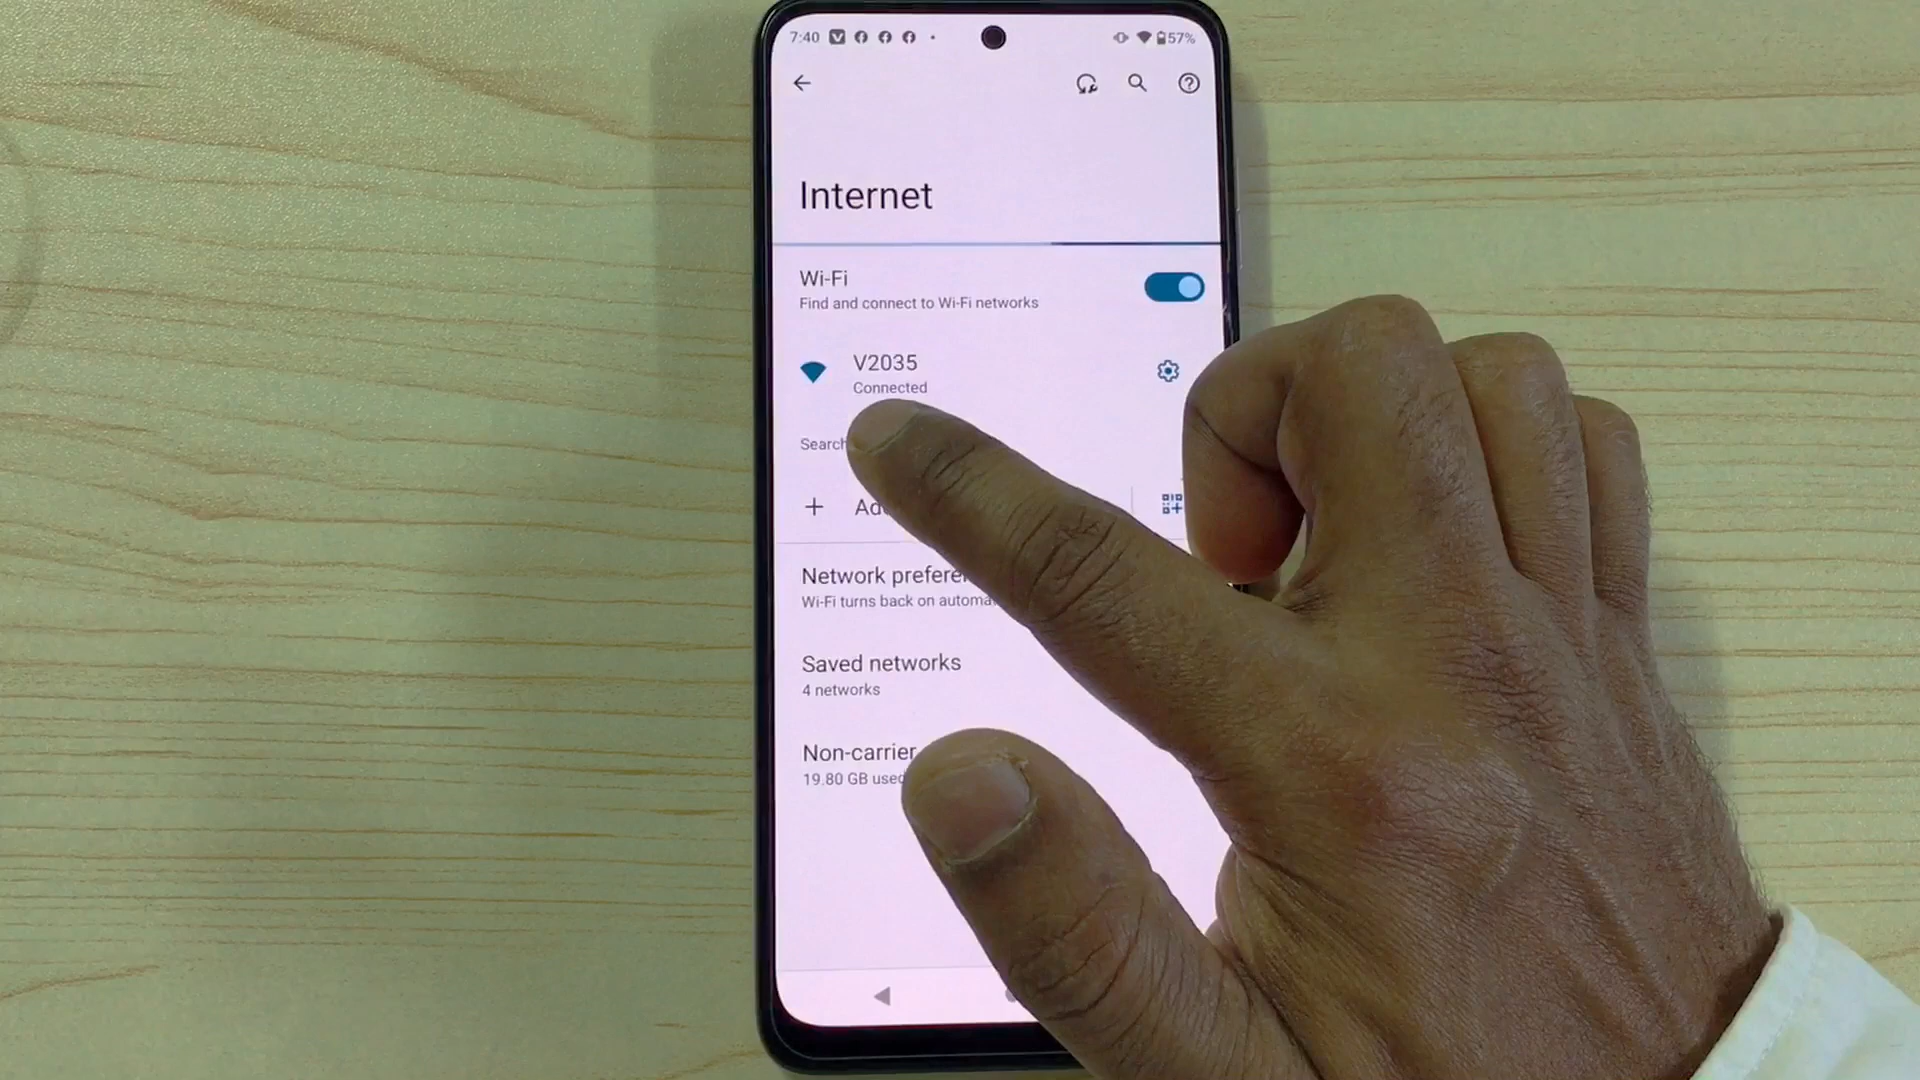 7:40 57%
Internet
Wi-Fi
Find and connect to Wi-Fi networks
V2035
Connected
Search
Ad
Network prefere
Wi-Fi turns back on automa
Saved networks
4 networks
Non-carrier
19.80 GB used